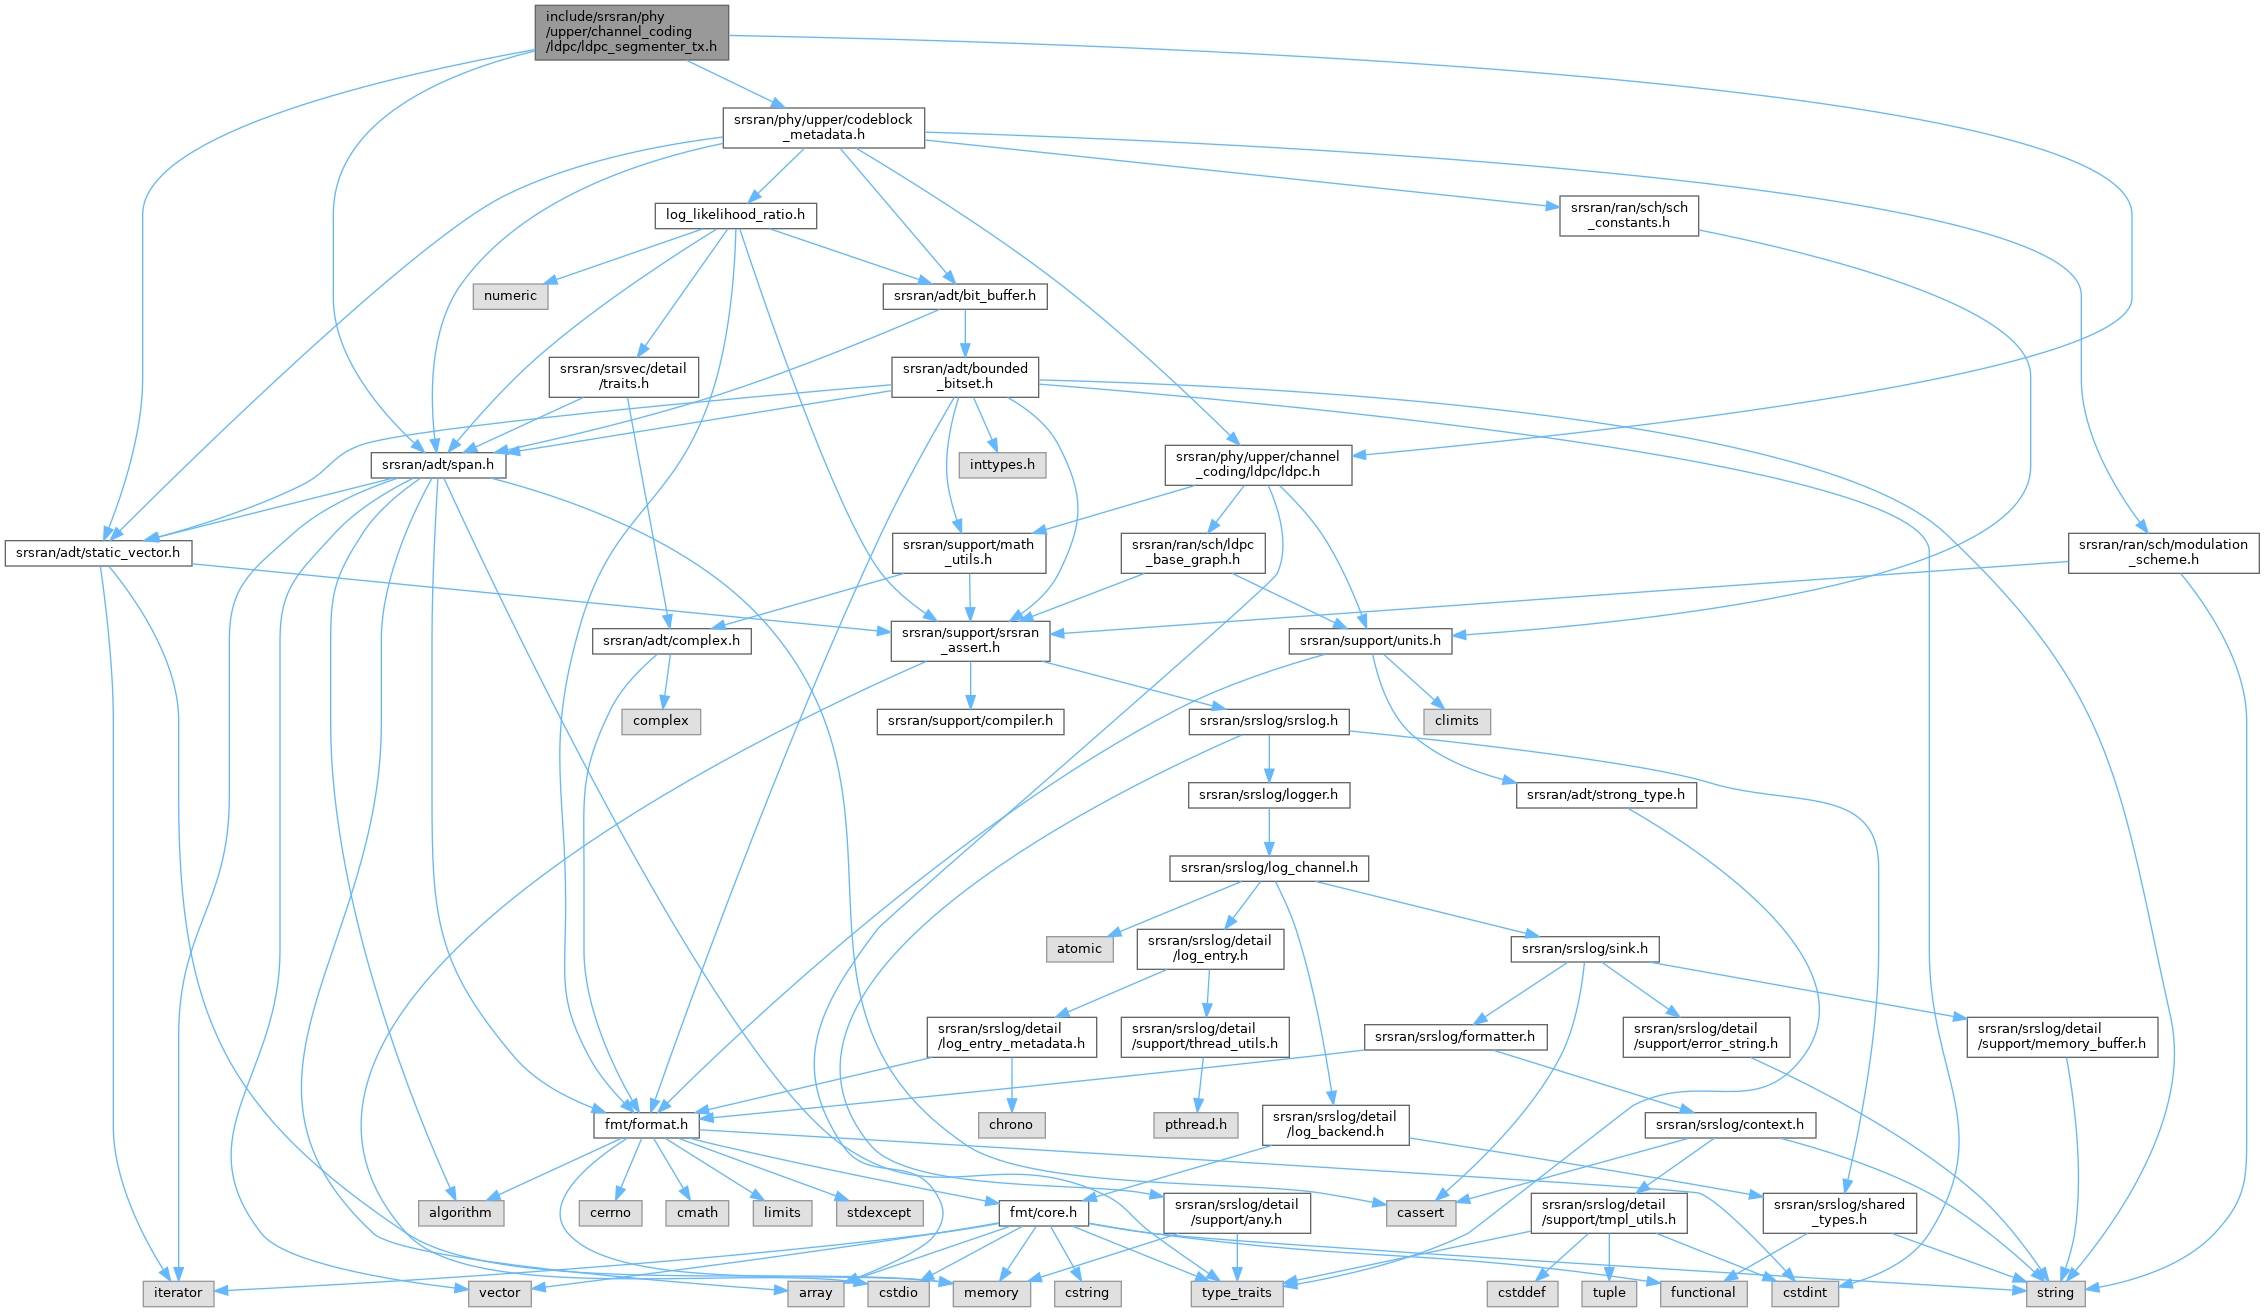 include/srsran/phy
/upper/channel_coding
/ldpc/ldpc_segmenter_tx.h
srsran/phy/upper/codeblock
_metadata.h
log_likelihood_ratio.h
srsran/ran/sch/sch
_constants.h
numeric
srsran/adt/bit_buffer.h
srsran/srsvec/detail
/traits.h
srsran/adt/bounded
_bitset.h
srsran/adt/span.h
inttypes.h
srsran/phy/upper/channel
_coding/ldpc/ldpc.h
srsran/adt/static_vector.h
srsran/support/math
_utils.h
srsran/ran/sch/ldpc
_base_graph.h
srsran/ran/sch/modulation
_scheme.h
srsran/adt/complex.h
srsran/support/srsran
_assert.h
srsran/support/units.h
complex
srsran/support/compiler.h
srsran/srslog/srslog.h
climits
srsran/srslog/logger.h
srsran/adt/strong_type.h
srsran/srslog/log_channel.h
atomic
srsran/srslog/detail
/log_entry.h
srsran/srslog/sink.h
srsran/srslog/detail
/log_entry_metadata.h
srsran/srslog/detail
/support/thread_utils.h
srsran/srslog/formatter.h
srsran/srslog/detail
/support/error_string.h
srsran/srslog/detail
/support/memory_buffer.h
fmt/format.h
chrono
pthread.h
srsran/srslog/detail
/log_backend.h
srsran/srslog/context.h
algorithm
cerrno
cmath
limits
stdexcept
fmt/core.h
srsran/srslog/detail
/support/any.h
cassert
srsran/srslog/detail
/support/tmpl_utils.h
srsran/srslog/shared
_types.h
iterator
vector
array
cstdio
memory
cstring
type_traits
cstddef
tuple
functional
cstdint
string